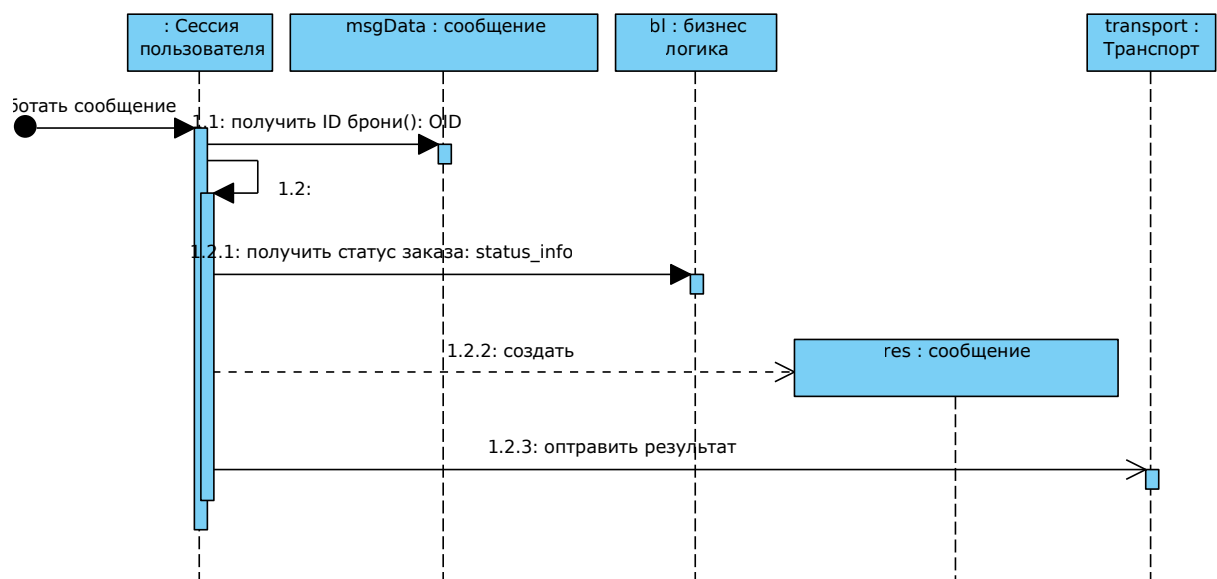 : Сессия
пользователя
msgData : сообщение
bl : бизнес
логика
transport :
Транспорт
ботать сообщение
1.1: получить ID брони(): OID
1.2:
1.2.1: получить статус заказа: status_info
1.2.2: создать
res : сообщение
1.2.3: оптравить результат